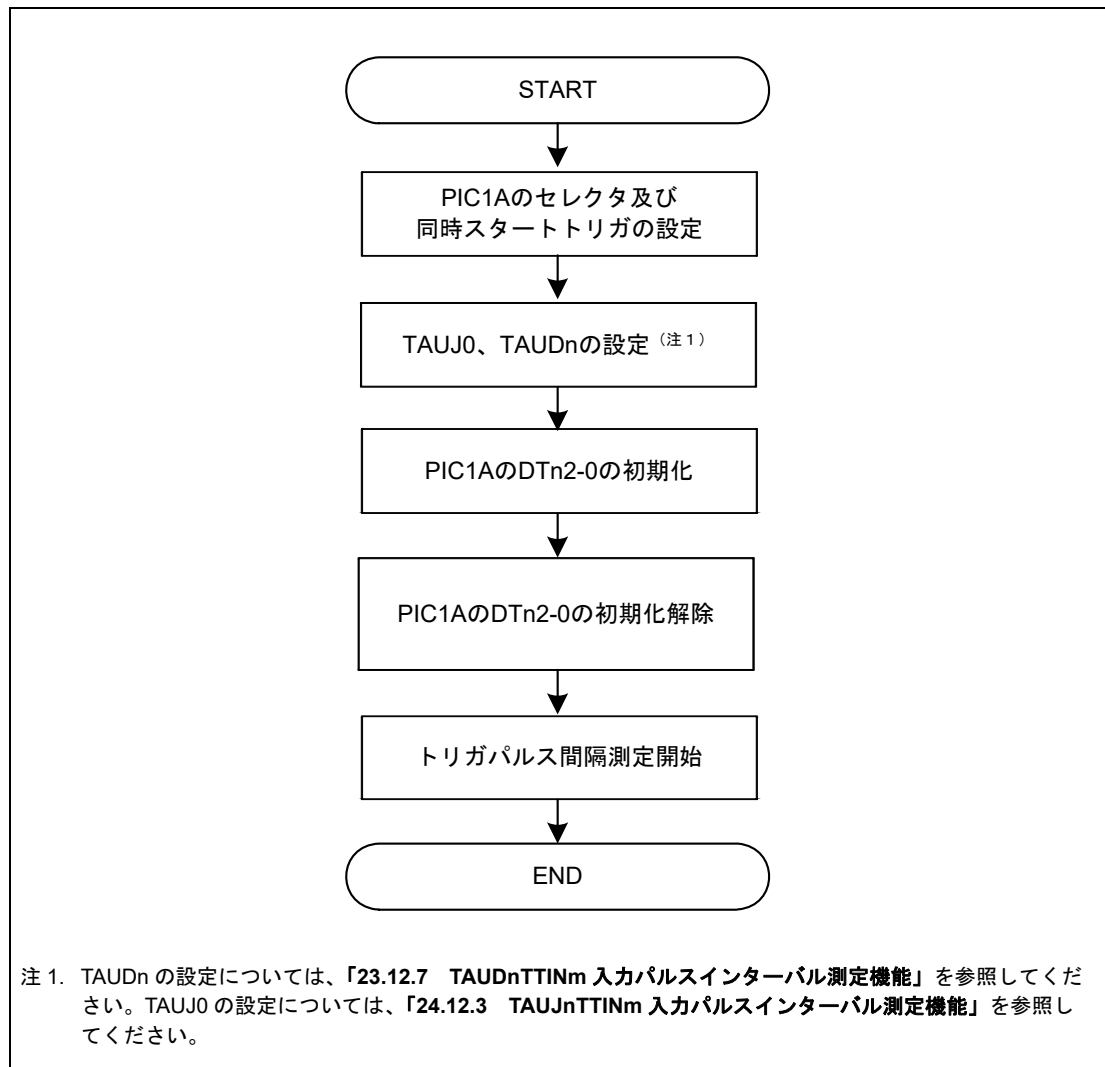 START
PIC1Aのセレクタ及び
同時スタートトリガの設定
TAUJ0、TAUDnの設定（注１）
PIC1AのDTn2-0の初期化
PIC1AのDTn2-0の初期化解除
トリガパルス間隔測定開始
END
注 1. TAUDn の設定については、「23.12.7 TAUDnTTINm 入力パルスインターバル測定機能」を参照してくだ
さい。TAUJ0 の設定については、「24.12.3 TAUJnTTINm 入力パルスインターバル測定機能」を参照し
てください。